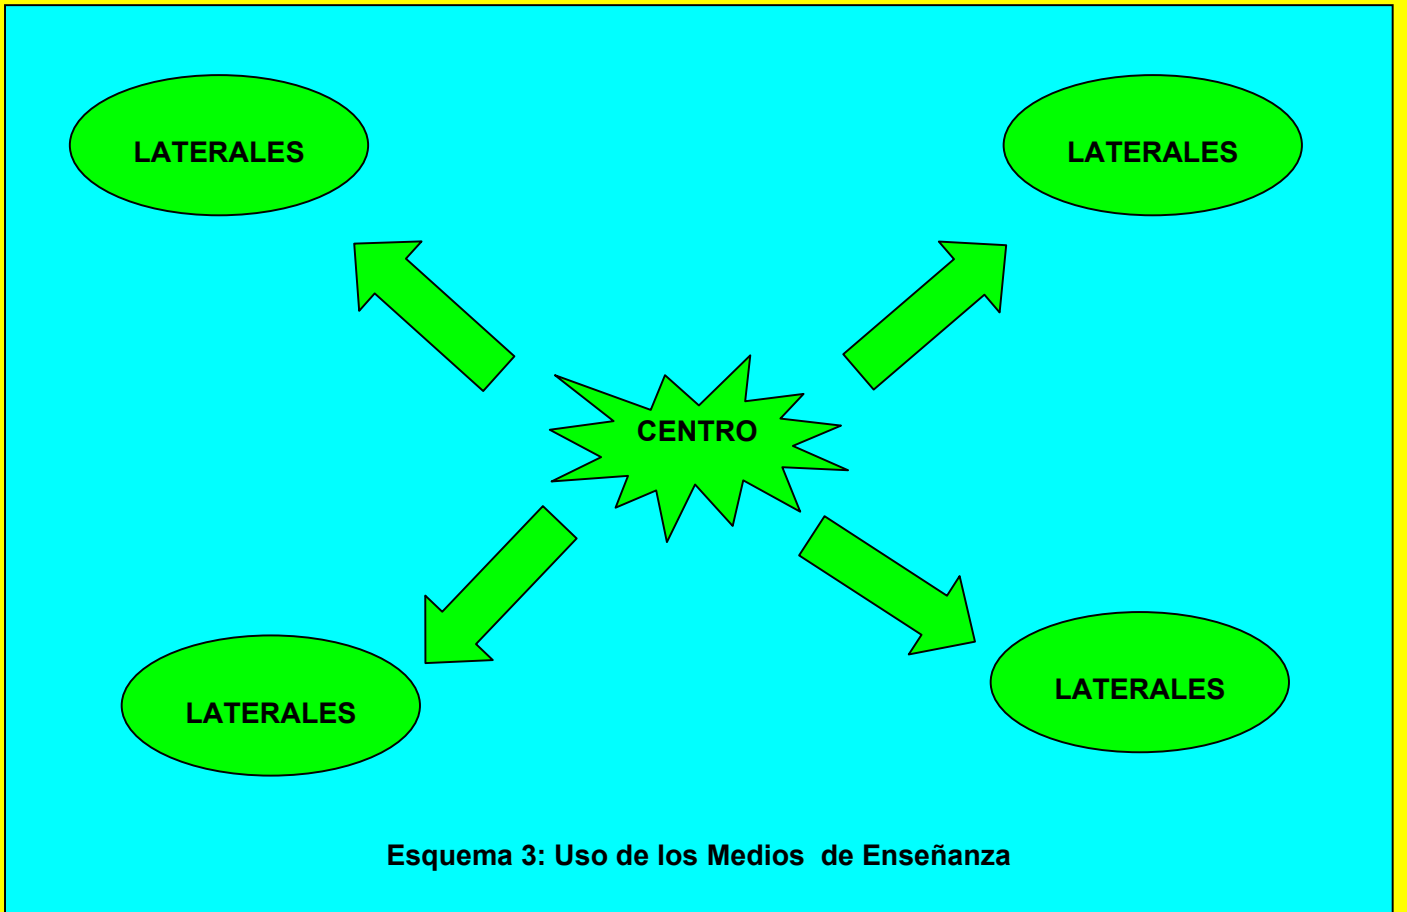 LATERALES
LATERALES
CENTRO
LATERALES
LATERALES
Esquema 3: Uso de los Medios  de Enseñanza